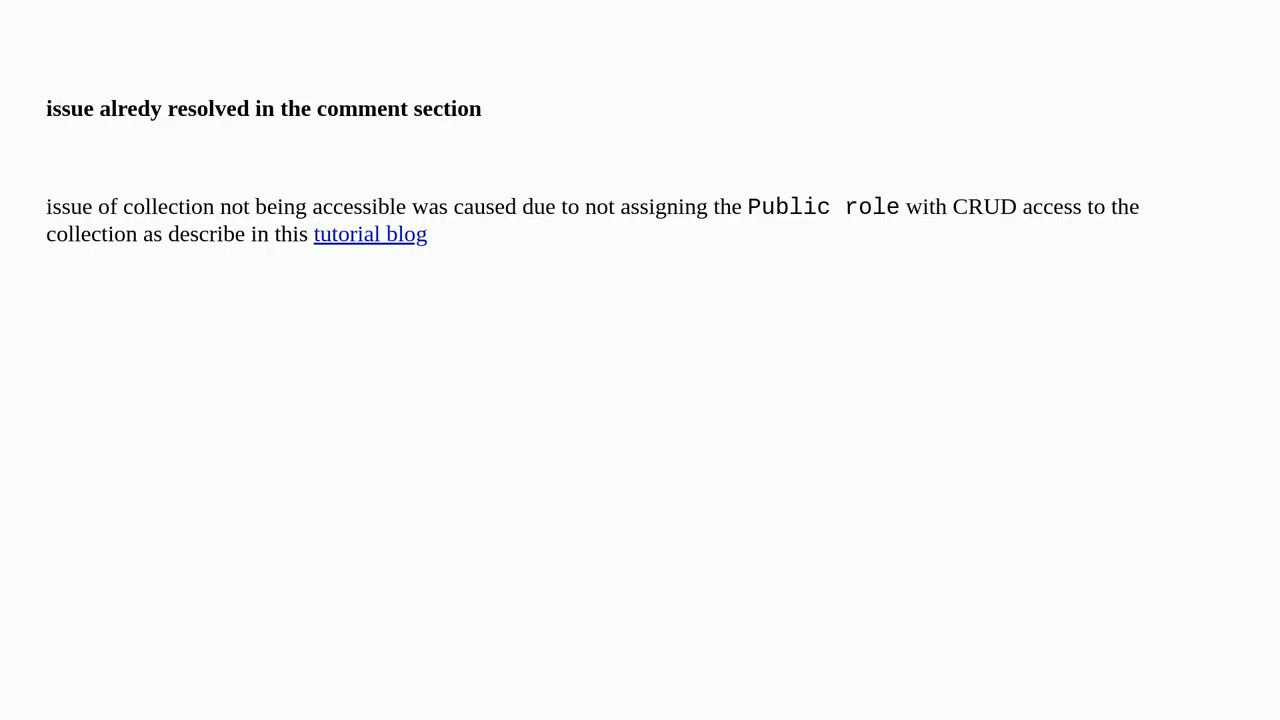 issue alredy resolved in the comment section
issue of collection not being accessible was caused due to not assigning the Public role with CRUD access to the
collection as describe in this tutorial blog